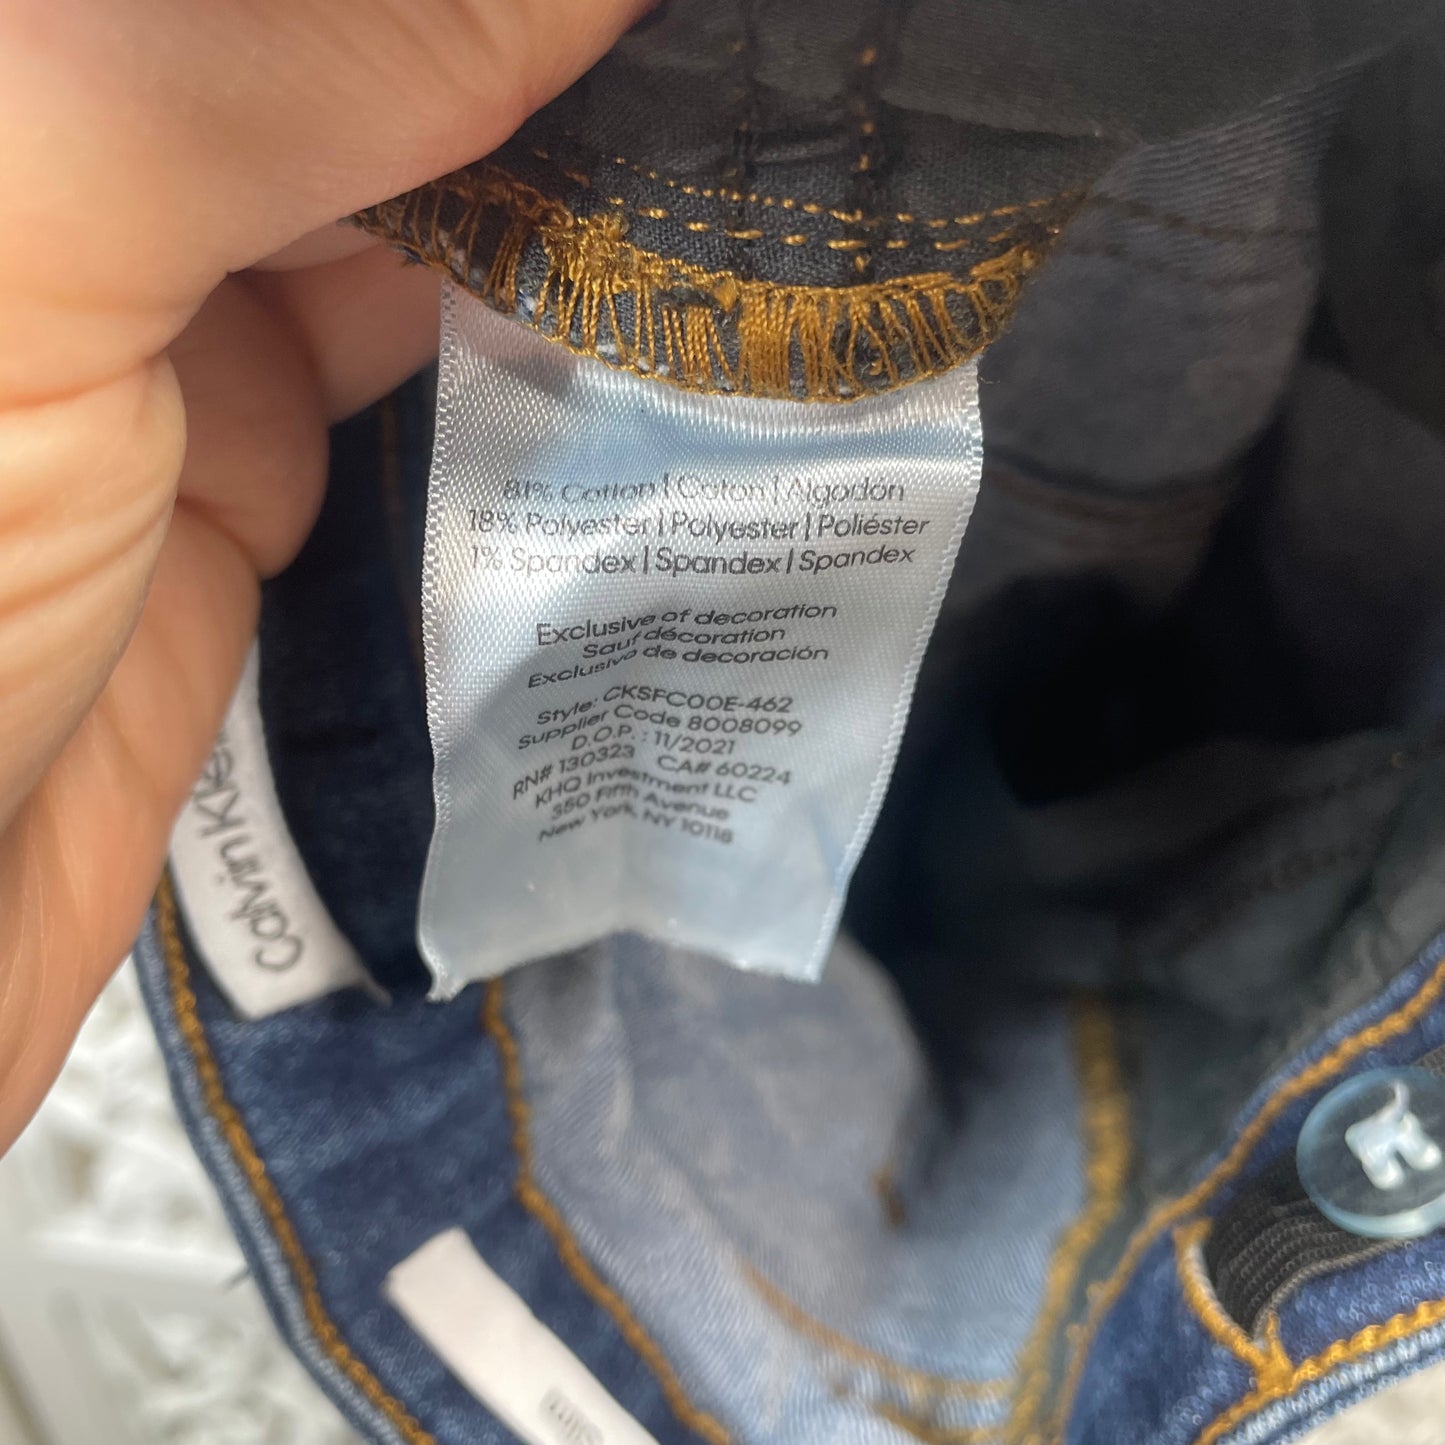 81% Cotton | Coton | Algodón
18% Polyester | Polyester | Poliéster
1% Spandex | Spandex | Spandex
Exclusive of decoration
Sauf décoration
Exclusivo de decoración
Style: CKSFC00E-462
Supplier Code 8008099
D.O.P. : 11/2021
RN# 130323 CA# 60224
KHQ Investment LLC
350 Fifth Avenue
New York, NY 10118
Calvin Kle
slim